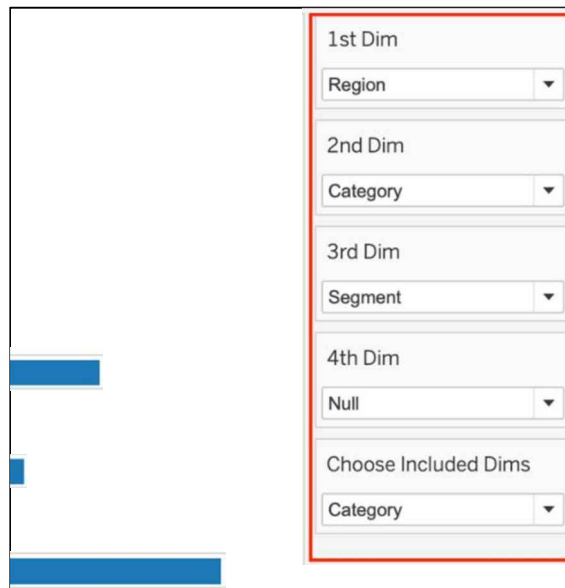 1st Dim
Region
2nd Dim
Category
3rd Dim
Segment
4th Dim
Null
Choose Included Dims
Category